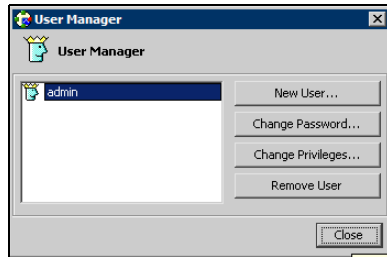 User Manager
User Manager
admin
New User...
Change Password...
Change Privileges...
Remove User
Close